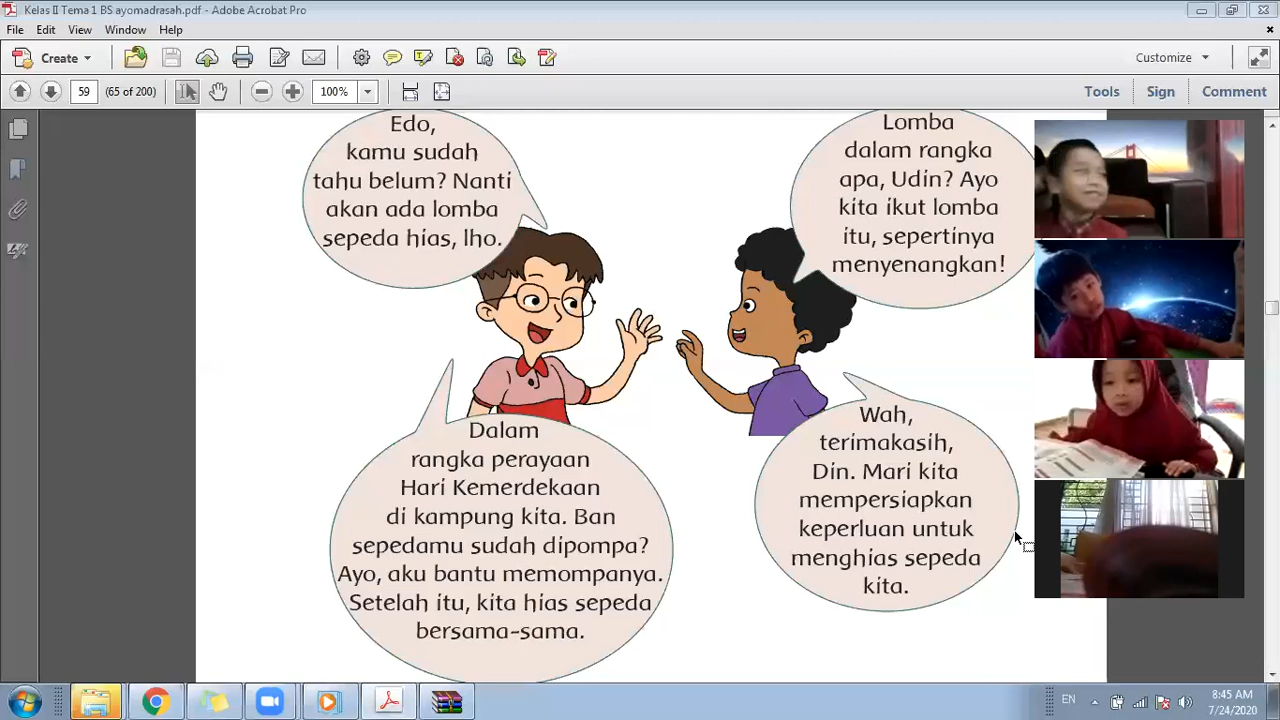 Kelas II Tema 1 BS ayomadrasah.pdf - Adobe Acrobat Pro
File Edit View Window Help
Create
Customize
59 (65 of 200)
100%
Tools Sign Comment
Edo,
kamu sudah
tahu belum? Nanti
akan ada lomba
sepeda hias, lho.
Lomba
dalam rangka
apa, Udin? Ayo
kita ikut lomba
itu, sepertinya
menyenangkan!
Dalam
rangka perayaan
Hari Kemerdekaan
di kampung kita. Ban
sepedamu sudah dipompa?
Ayo, aku bantu memompanya.
Setelah itu, kita hias sepeda
bersama-sama.
Wah,
terimakasih,
Din. Mari kita
mempersiapkan
keperluan untuk
menghias sepeda
kita.
EN
8:45 AM
7/24/2020